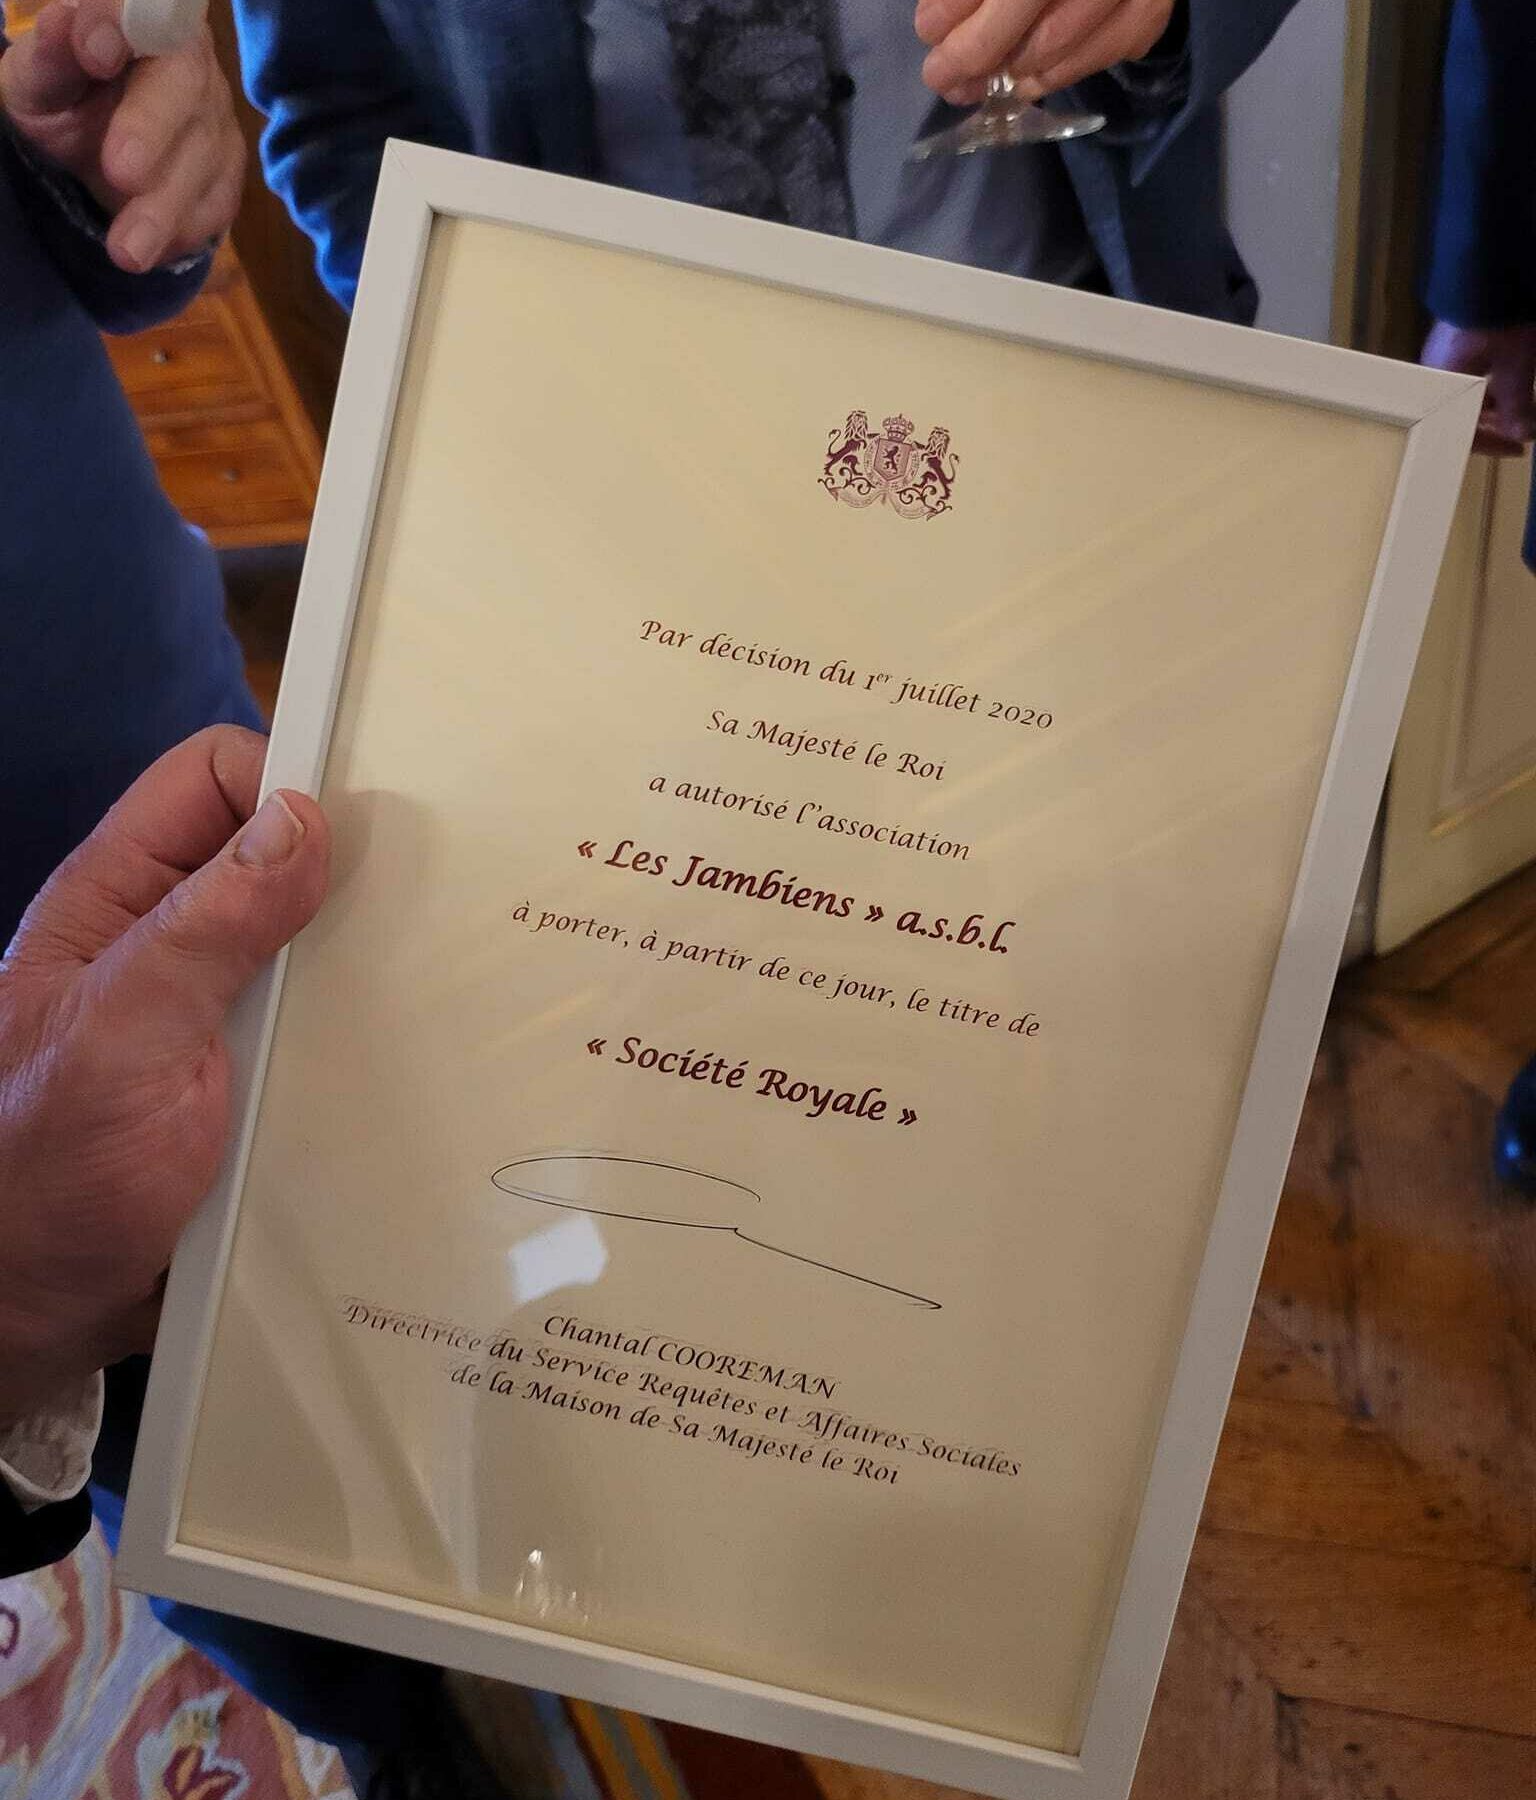 Par décision du 1er juillet 2020
Sa Majesté le Roi
a autorisé l'association
« Les Jambiens » a.s.b.l.
à porter, à partir de ce jour, le titre de
« Société Royale »
Chantal COOREMAN
Directrice du Service Requêtes et Affaires Sociales
de la Maison de Sa Majesté le Roi